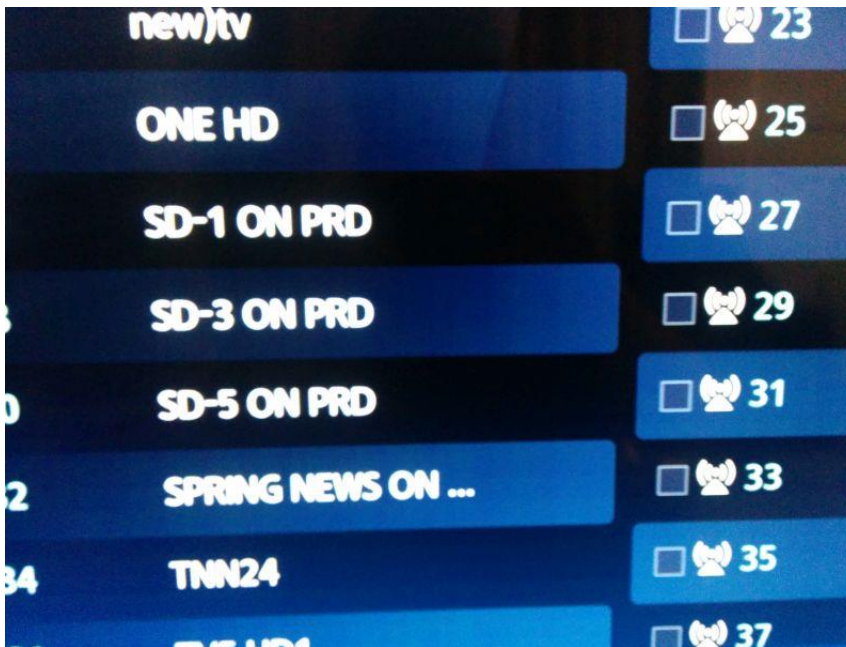 new)tv 23
ONE HD 25
SD-1 ON PRD 27
SD-3 ON PRD 29
SD-5 ON PRD 31
SPRING NEWS ON ... 33
34 TNN24 35
37